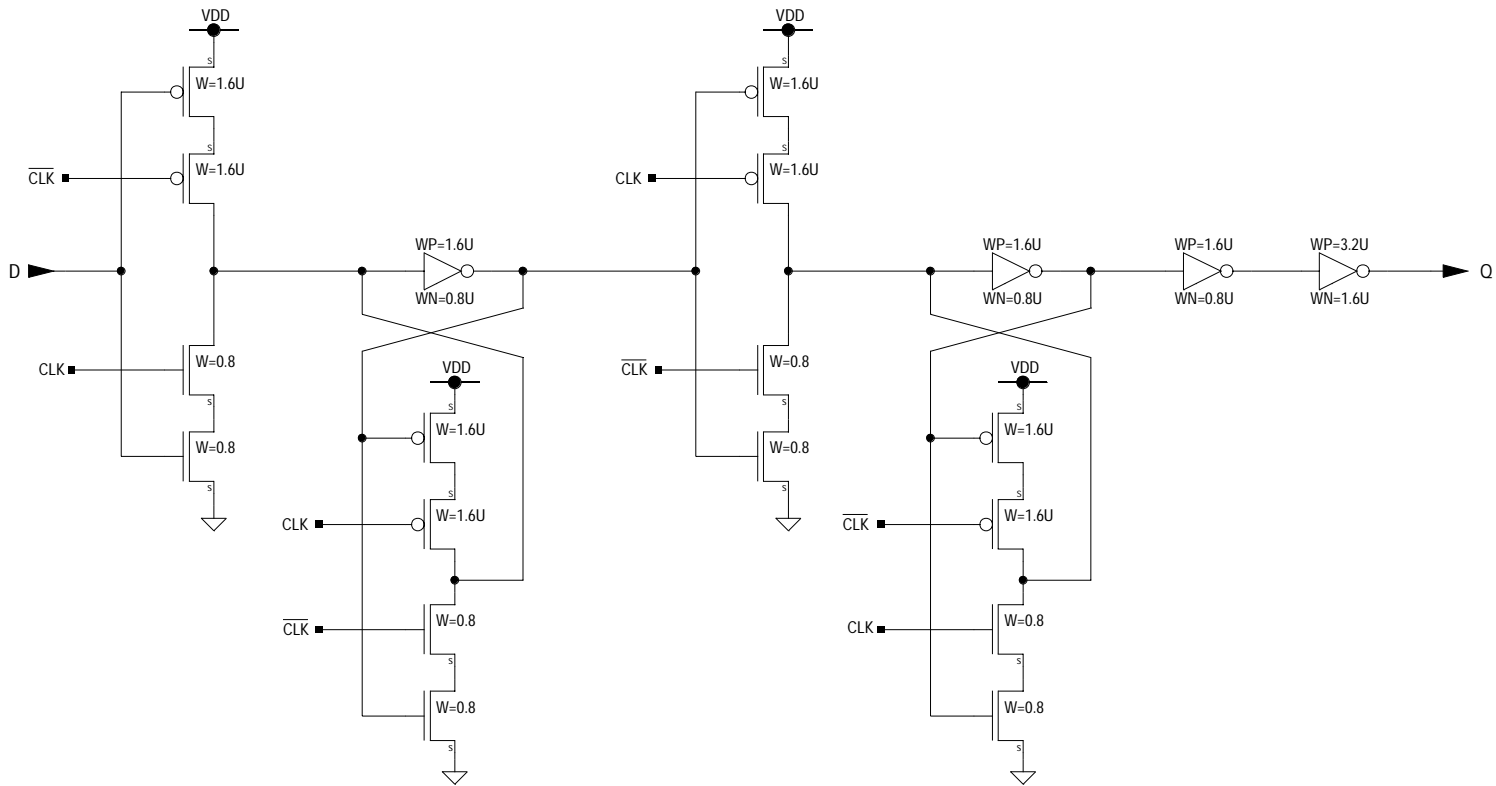 VDD
VDD
s
s
W=1.6U
W=1.6U
s
s
CLK
W=1.6U
CLK
W=1.6U
D
WP=1.6U
WN=0.8U
WP=1.6U
WN=0.8U
WP=1.6U
WN=0.8U
WP=3.2U
WN=1.6U
Q
CLK
W=0.8
CLK
W=0.8
s
s
W=0.8
W=0.8
s
s
VDD
VDD
s
s
W=1.6U
W=1.6U
s
s
CLK
W=1.6U
CLK
W=1.6U
CLK
W=0.8
CLK
W=0.8
s
s
W=0.8
W=0.8
s
s